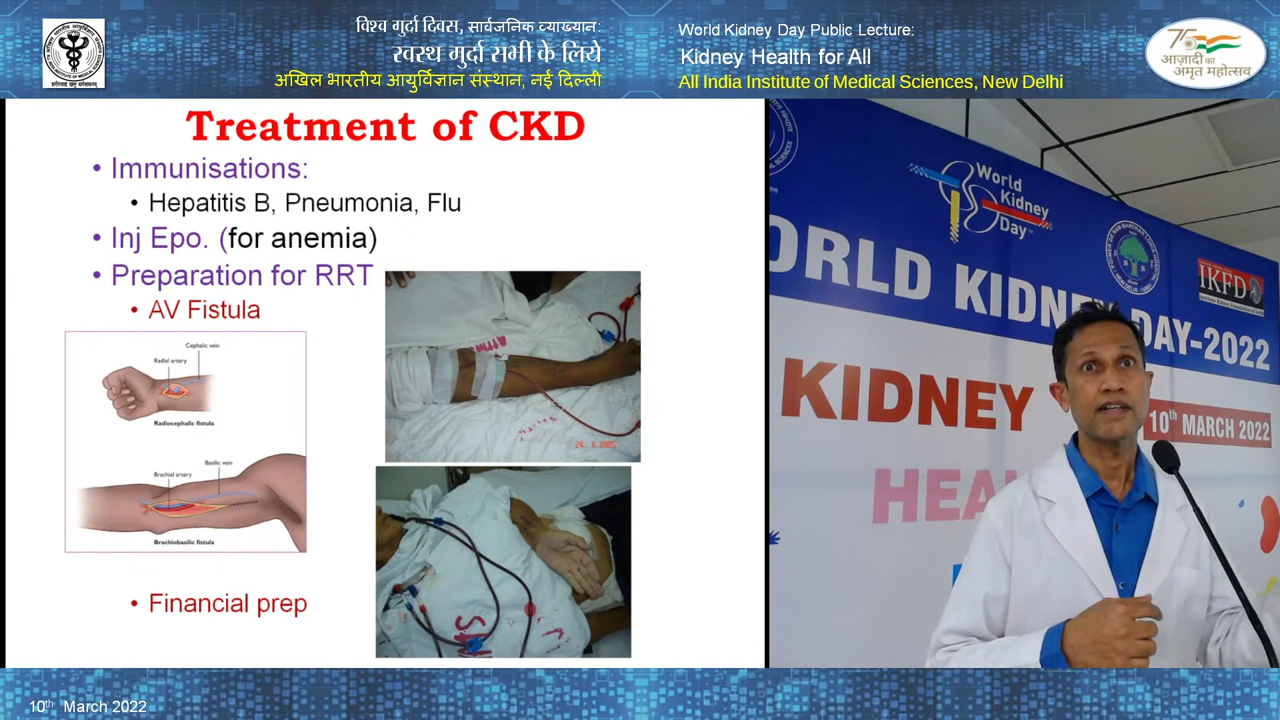 विश्व गुर्दा दिवस, सार्वजनिक व्याख्यान:
स्वस्थ गुर्दा सभी के लिये
अखिल भारतीय आयुर्विज्ञान संस्थान, नई दिल्ली
World Kidney Day Public Lecture:
Kidney Health for All
All India Institute of Medical Sciences, New Delhi
आज़ादी का
अमृत महोत्सव
Treatment of CKD
• Immunisations:
• Hepatitis B, Pneumonia, Flu
• Inj Epo. (for anemia)
• Preparation for RRT
• AV Fistula
Cephalic vein
Radial artery
Radiocephalic fistula
Basilic vein
Brachial artery
Brachiobasilic fistula
• Financial prep
World
Kidney
Day
IKFD
ORLD KIDNEY DAY-2022
KIDNEY
10th MARCH 2022
HEA
10th March 2022